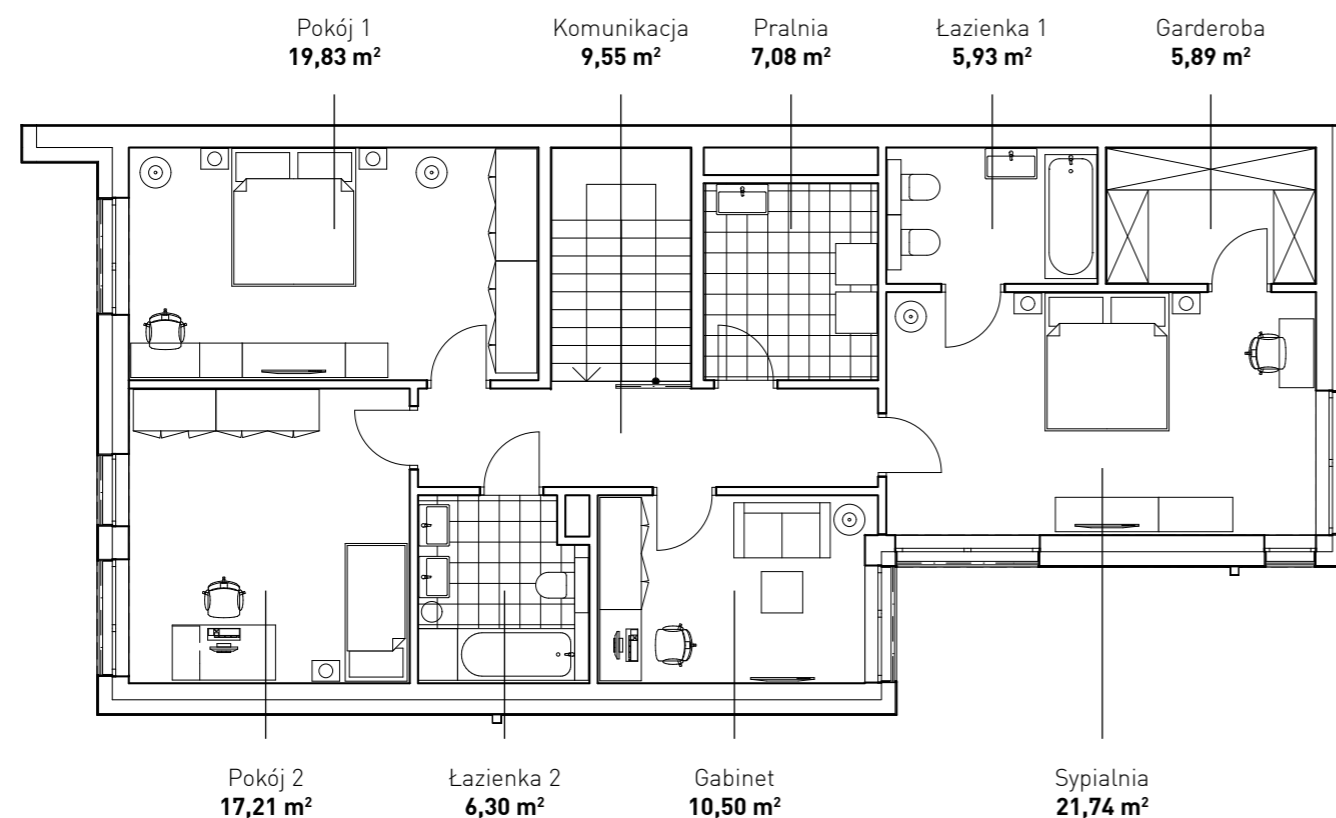 Pokój 1
19,83 m²
Komunikacja
9,55 m²
Pralnia
7,08 m²
Łazienka 1
5,93 m²
Garderoba
5,89 m²
Pokój 2
17,21 m²
Łazienka 2
6,30 m²
Gabinet
10,50 m²
Sypialnia
21,74 m²